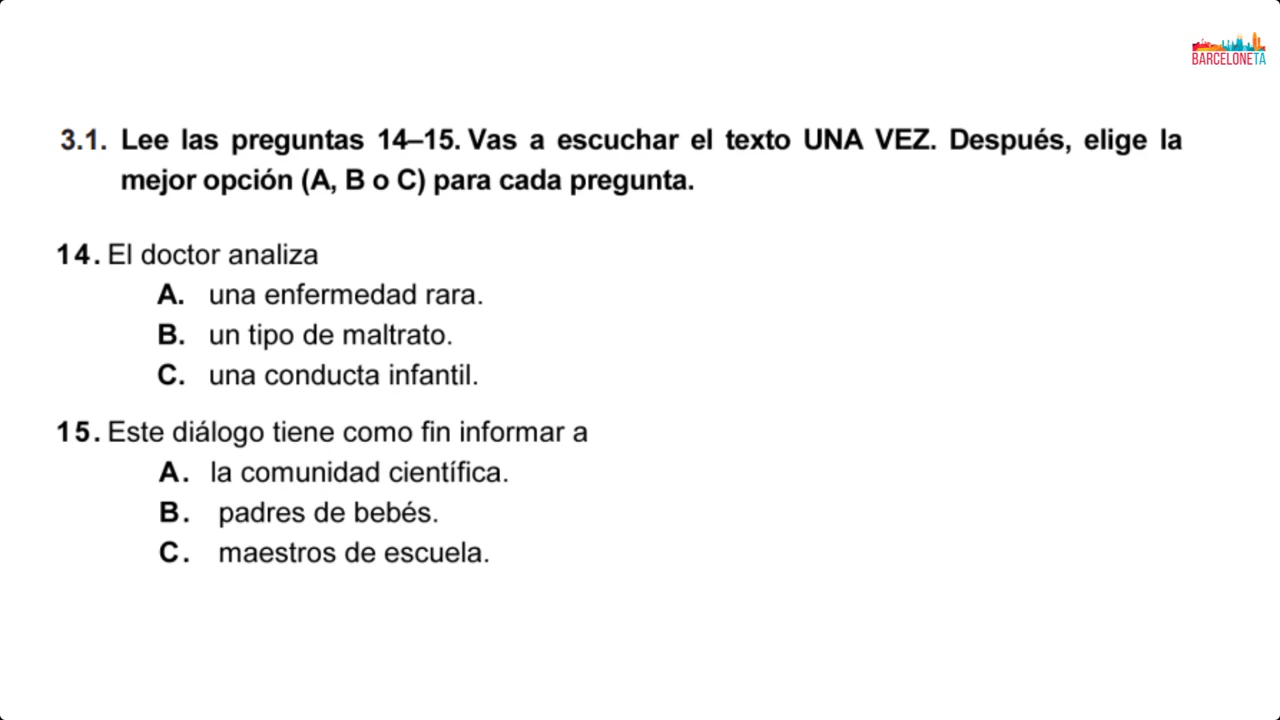 BARCELONETA
3.1. Lee las preguntas 14–15. Vas a escuchar el texto UNA VEZ. Después, elige la
mejor opción (A, B o C) para cada pregunta.
14. El doctor analiza
A. una enfermedad rara.
B. un tipo de maltrato.
C. una conducta infantil.
15. Este diálogo tiene como fin informar a
A. la comunidad científica.
B. padres de bebés.
C. maestros de escuela.